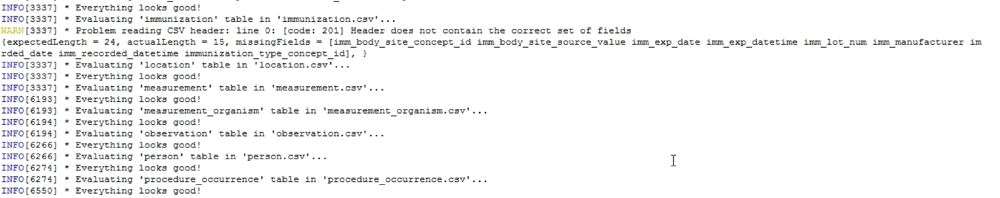 INFO[3337] * Everything looks good!
INFO[3337] * Evaluating 'immunization' table in 'immunization.csv'...
WARN[3337] * Problem reading CSV header: line 0: [code: 201] Header does not contain the correct set of fields
{expectedLength = 24, actualLength = 15, missingFields = [imm_body_site_concept_id imm_body_site_source_value imm_exp_date imm_exp_datetime imm_lot_num imm_manufacturer im
rded_date imm_recorded_datetime immunization_type_concept_id], }
INFO[3337] * Evaluating 'location' table in 'location.csv'...
INFO[3337] * Everything looks good!
INFO[3337] * Evaluating 'measurement' table in 'measurement.csv'...
INFO[6193] * Everything looks good!
INFO[6193] * Evaluating 'measurement_organism' table in 'measurement_organism.csv'...
INFO[6194] * Everything looks good!
INFO[6194] * Evaluating 'observation' table in 'observation.csv'...
INFO[6266] * Everything looks good!
INFO[6266] * Evaluating 'person' table in 'person.csv'...
INFO[6274] * Everything looks good!
INFO[6274] * Evaluating 'procedure_occurrence' table in 'procedure_occurrence.csv'...
INFO[6550] * Everything looks good!